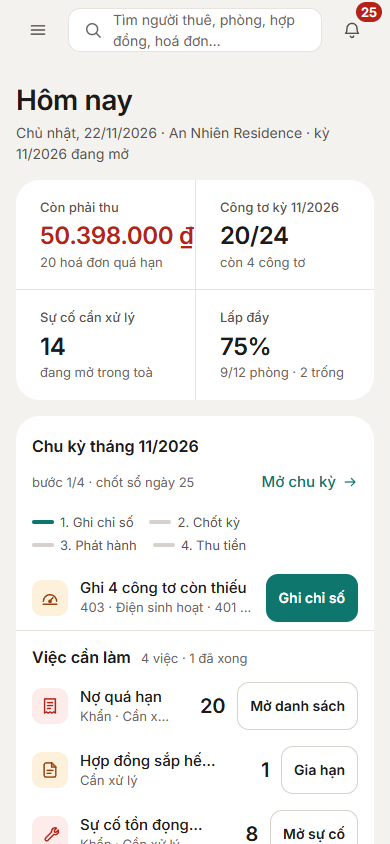 Tìm người thuê, phòng, hợp
đồng, hoá đơn...
25
Hôm nay
Chủ nhật, 22/11/2026 · An Nhiên Residence · kỳ
11/2026 đang mở
Còn phải thu
50.398.000 ₫
20 hoá đơn quá hạn
Công tơ kỳ 11/2026
20/24
còn 4 công tơ
Sự cố cần xử lý
14
đang mở trong toà
Lấp đầy
75%
9/12 phòng · 2 trống
Chu kỳ tháng 11/2026
bước 1/4 · chốt sổ ngày 25
Mở chu kỳ →
1. Ghi chỉ số
2. Chốt kỳ
3. Phát hành
4. Thu tiền
Ghi 4 công tơ còn thiếu
403 · Điện sinh hoạt · 401 ...
Ghi chỉ số
Việc cần làm 4 việc · 1 đã xong
Nợ quá hạn
Khẩn · Cần x...
20
Mở danh sách
Hợp đồng sắp hế...
Cần xử lý
1
Gia hạn
Sự cố tồn đọng...
Khẩn · Cần xử lý
8
Mở sự cố